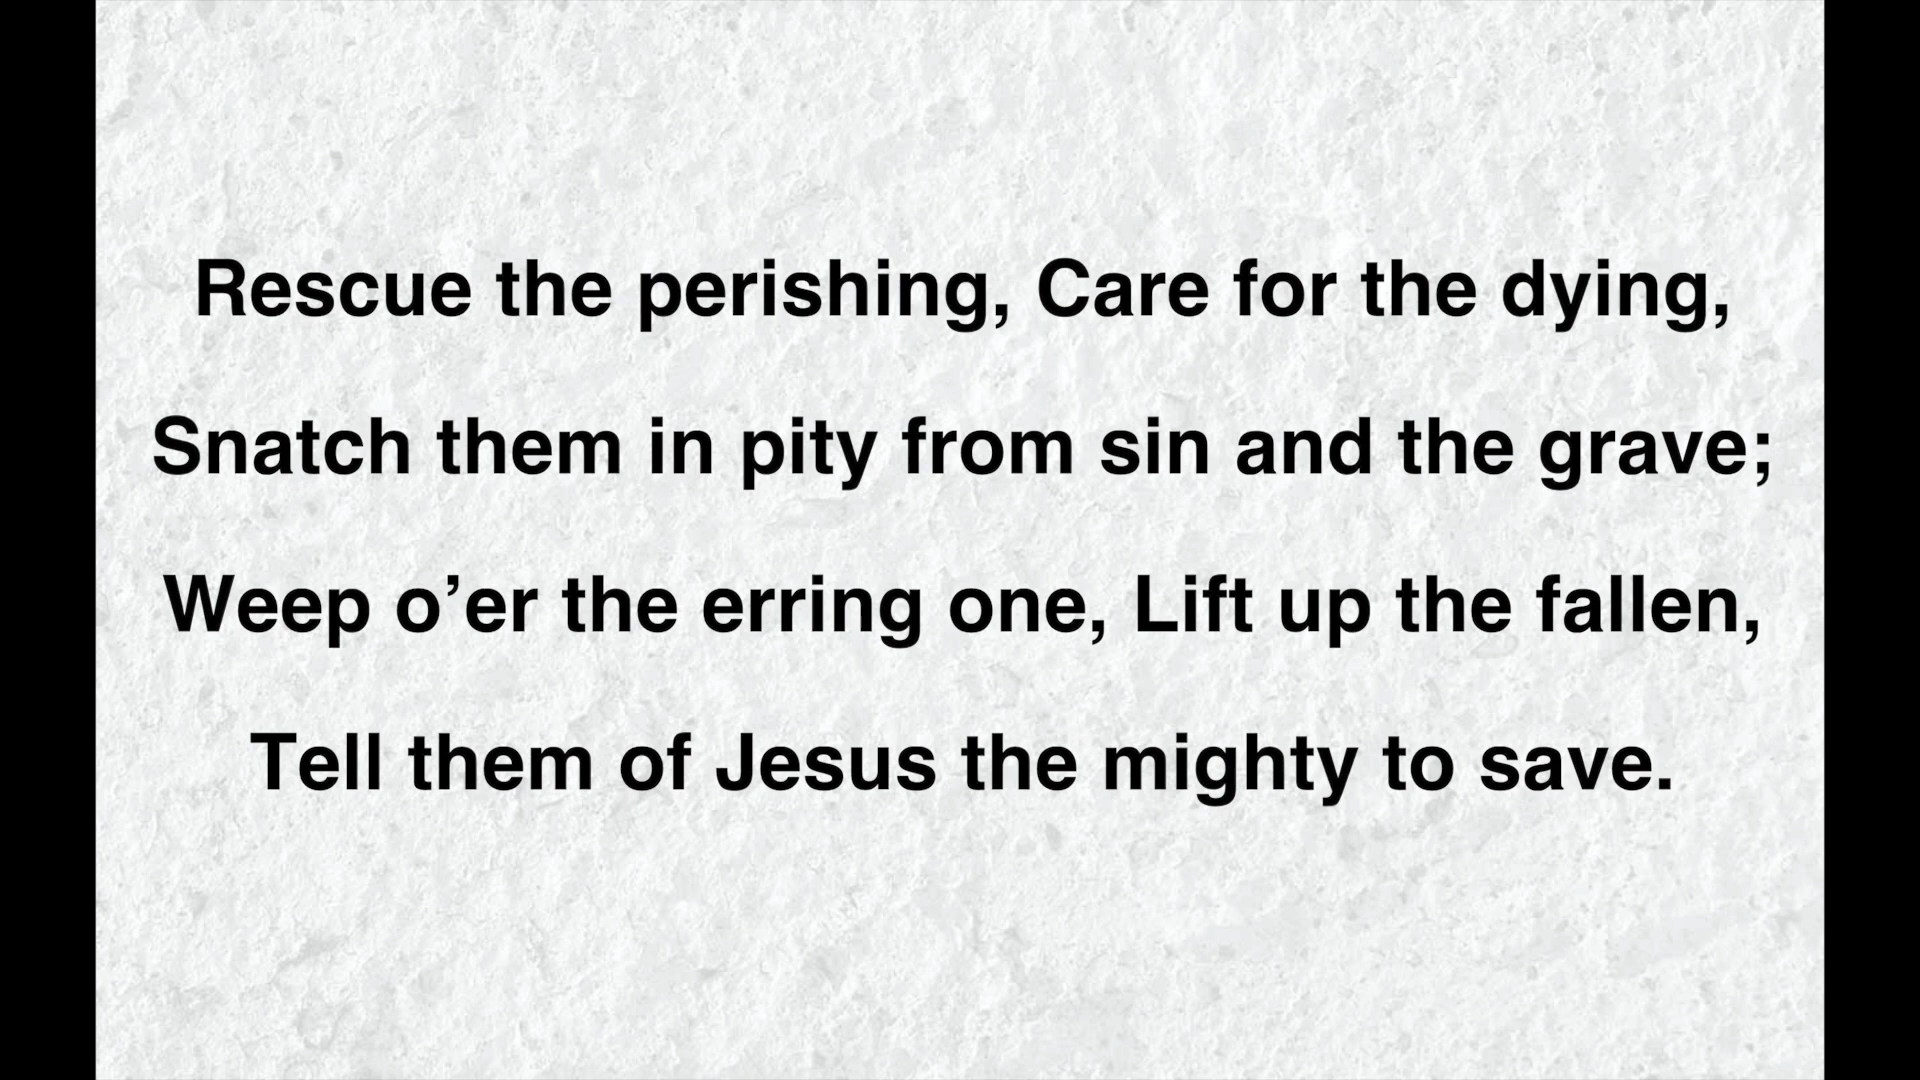 Rescue the perishing, Care for the dying,
Snatch them in pity from sin and the grave;
Weep o’er the erring one, Lift up the fallen,
Tell them of Jesus the mighty to save.